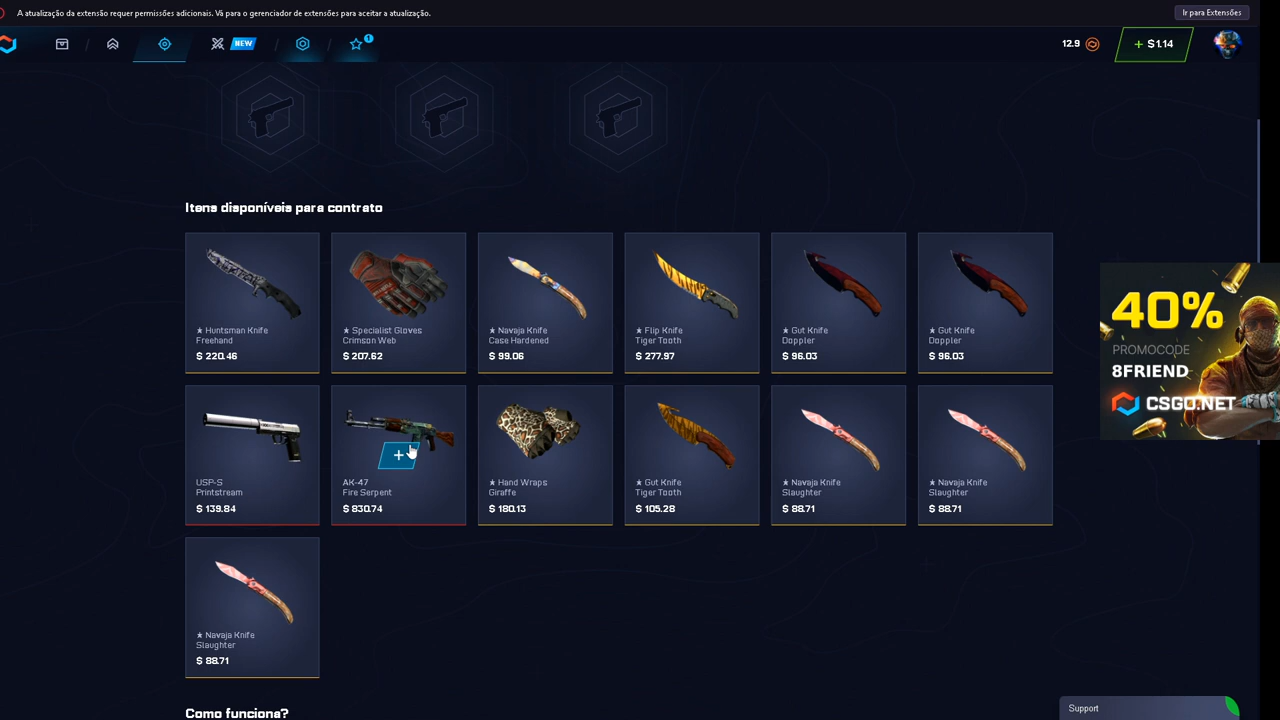 A atualização da extensão requer permissões adicionais. Vá para o gerenciador de extensões para aceitar a atualização.
Ir para Extensões
NEW
1
12.9
+ $1.14
Itens disponíveis para contrato
★ Huntsman Knife
Freehand
$ 220.46
★ Specialist Gloves
Crimson Web
$ 207.62
★ Navaja Knife
Case Hardened
$ 99.06
★ Flip Knife
Tiger Tooth
$ 277.97
★ Gut Knife
Doppler
$ 96.03
★ Gut Knife
Doppler
$ 96.03
USP-S
Printstream
$ 139.84
+
AK-47
Fire Serpent
$ 830.74
★ Hand Wraps
Giraffe
$ 180.13
★ Gut Knife
Tiger Tooth
$ 105.28
★ Navaja Knife
Slaughter
$ 88.71
★ Navaja Knife
Slaughter
$ 88.71
★ Navaja Knife
Slaughter
$ 88.71
40%
PROMOCODE
8FRIEND
CSGO.NET
Como funciona?
Support